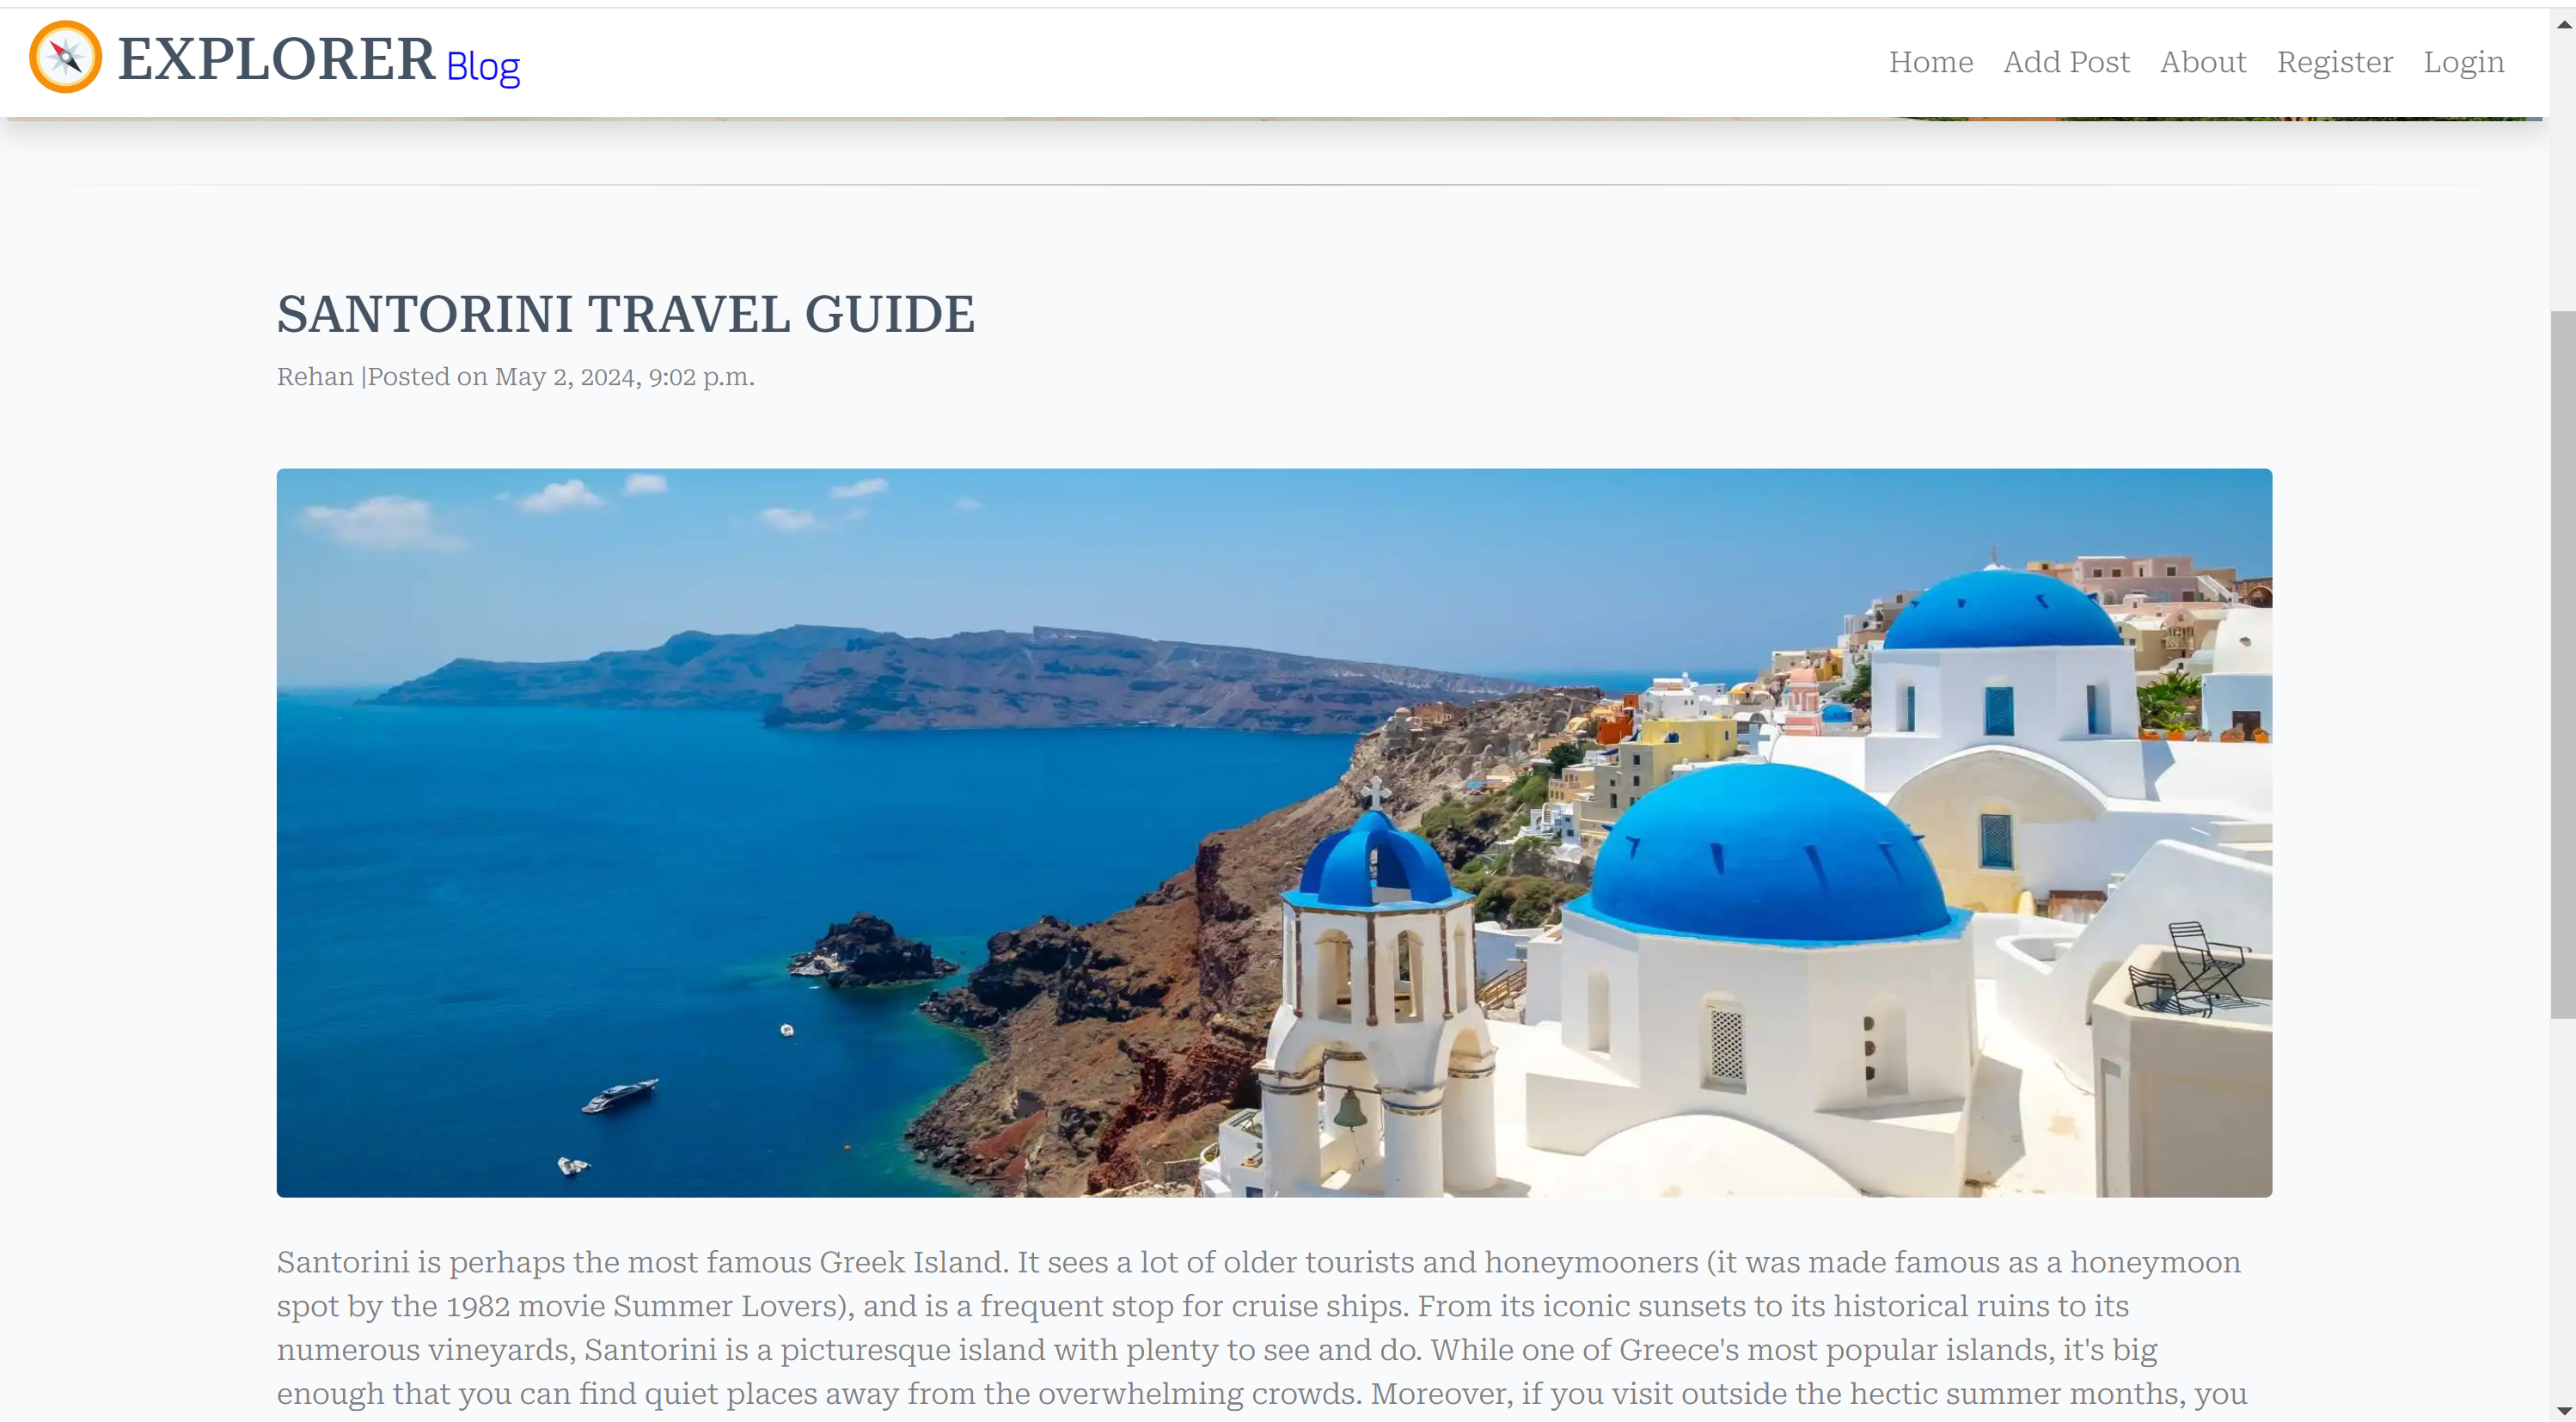 EXPLORER Blog
Home Add Post About Register Login
SANTORINI TRAVEL GUIDE
Rehan |Posted on May 2, 2024, 9:02 p.m.
Santorini is perhaps the most famous Greek Island. It sees a lot of older tourists and honeymooners (it was made famous as a honeymoon
spot by the 1982 movie Summer Lovers), and is a frequent stop for cruise ships. From its iconic sunsets to its historical ruins to its
numerous vineyards, Santorini is a picturesque island with plenty to see and do. While one of Greece's most popular islands, it's big
enough that you can find quiet places away from the overwhelming crowds. Moreover, if you visit outside the hectic summer months, you